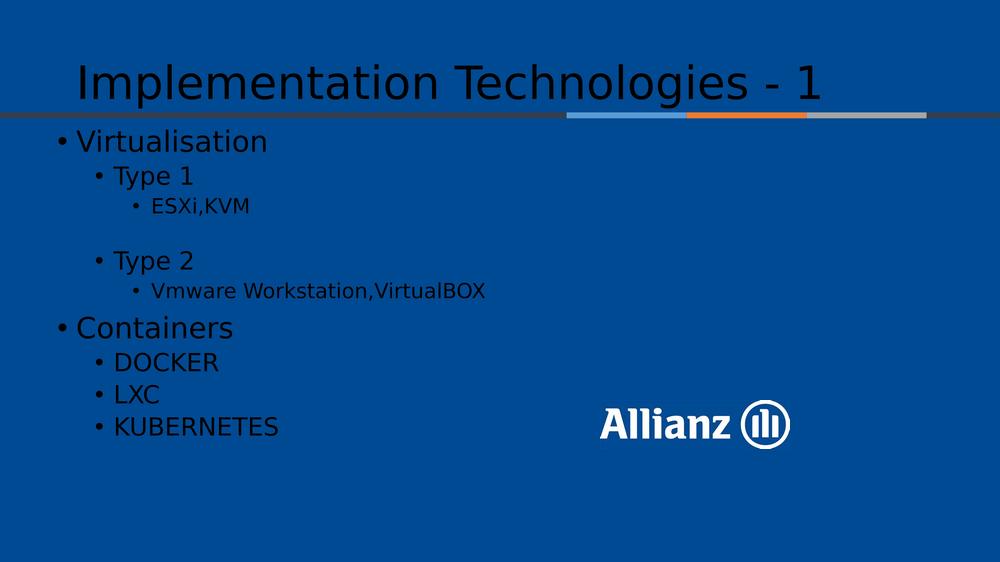 Implementation Technologies - 1
• Virtualisation
• Type 1
• ESXi,KVM
• Type 2
• Vmware Workstation,VirtualBOX
• Containers
• DOCKER
• LXC
• KUBERNETES
Allianz